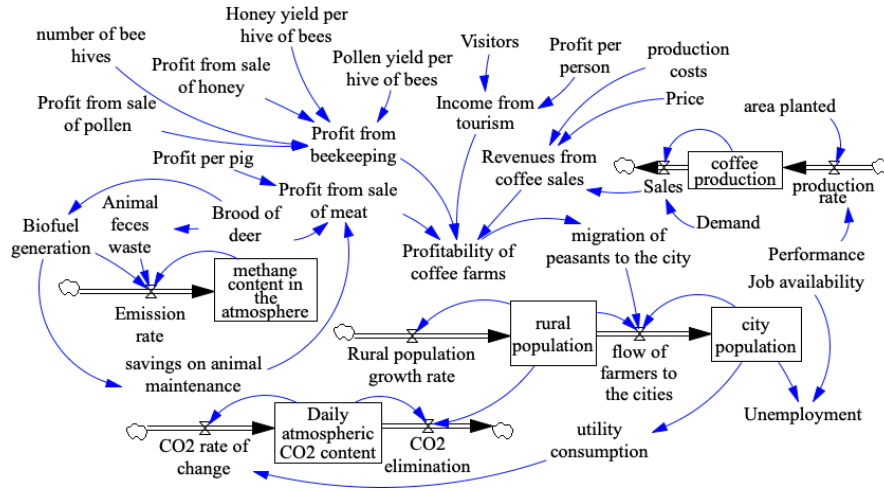 number of bee
hives
Honey yield per
hive of bees
Visitors
Profit per
person
production
costs
Profit from sale
of honey
Pollen yield per
hive of bees
Profit from sale
of pollen
Income from
tourism
Price
area planted
Profit from
beekeeping
Revenues from
coffee sales
coffee
production
Profit per pig
Profit from sale
of meat
Sales
production
rate
Biofuel
generation
Animal
feces
waste
Brood of
deer
Demand
Profitability of
coffee farms
migration of
peasants to the city
Performance
Job availability
methane
content in
the
atmosphere
Emission
rate
rural
population
city
population
Rural population
growth rate
flow of
farmers to
the cities
savings on animal
maintenance
Unemployment
Daily
atmospheric
CO2 content
CO2 rate of
change
CO2
elimination
utility
consumption